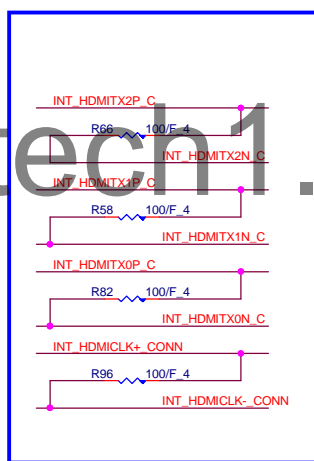 INT_HDMITX2P_C
R66 100/F_4
INT_HDMITX2N_C
tech1.
INT_HDMITX1P_C
R58 100/F_4
INT_HDMITX1N_C
INT_HDMITX0P_C
R82 100/F_4
INT_HDMITX0N_C
INT_HDMICLK+_CONN
R96 100/F_4
INT_HDMICLK-_CONN